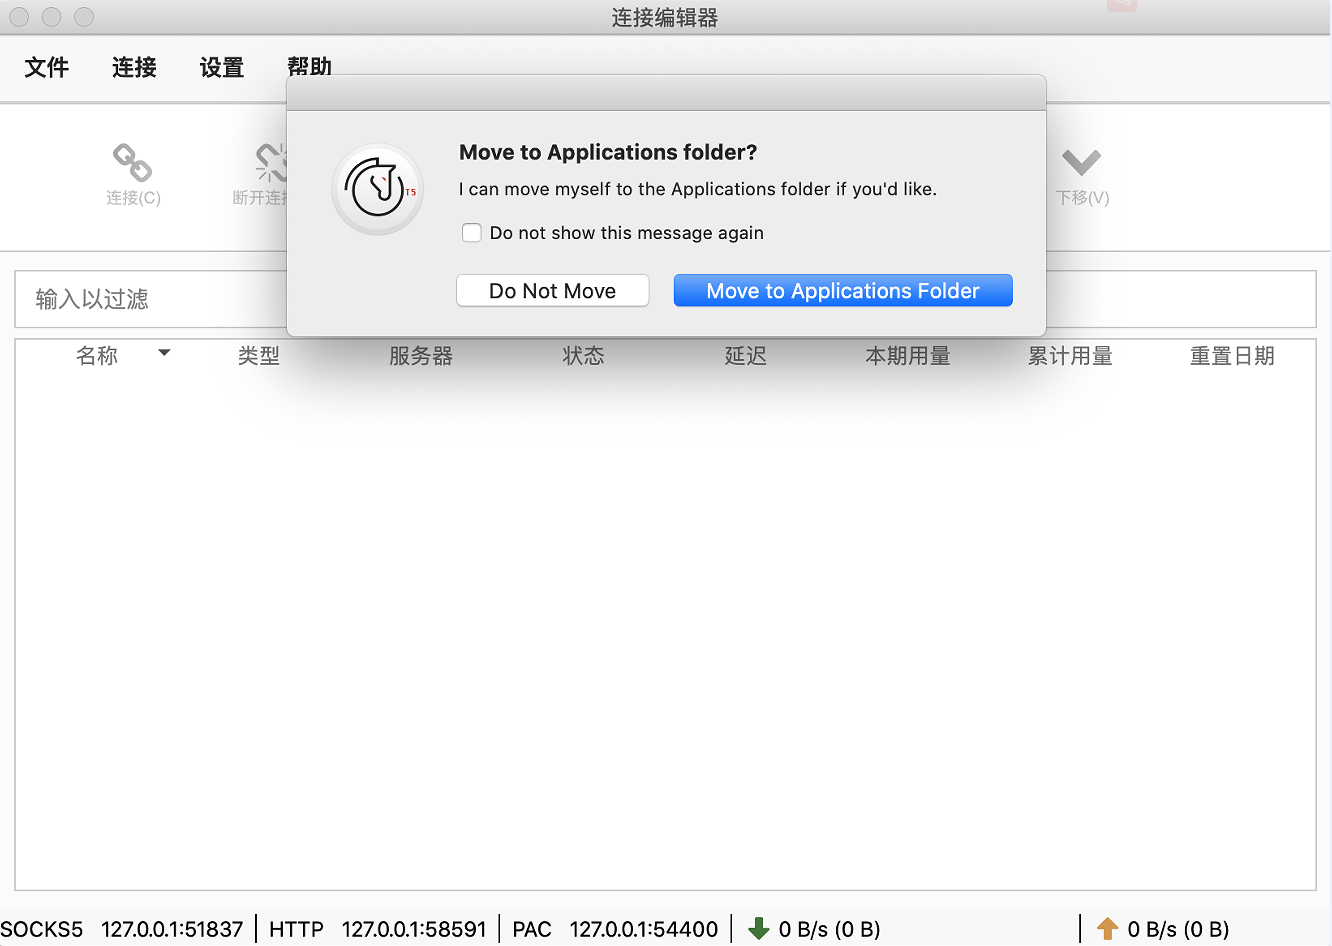 连接编辑器
文件 连接 设置 帮助
Move to Applications folder?
I can move myself to the Applications folder if you'd like.
Do not show this message again
Do Not Move Move to Applications Folder
T5
连接(C) 断开连 下移(V)
输入以过滤
名称 类型 服务器 状态 延迟 本期用量 累计用量 重置日期
SOCKS5 127.0.0.1:51837 HTTP 127.0.0.1:58591 PAC 127.0.0.1:54400 0 B/s (0 B) 0 B/s (0 B)